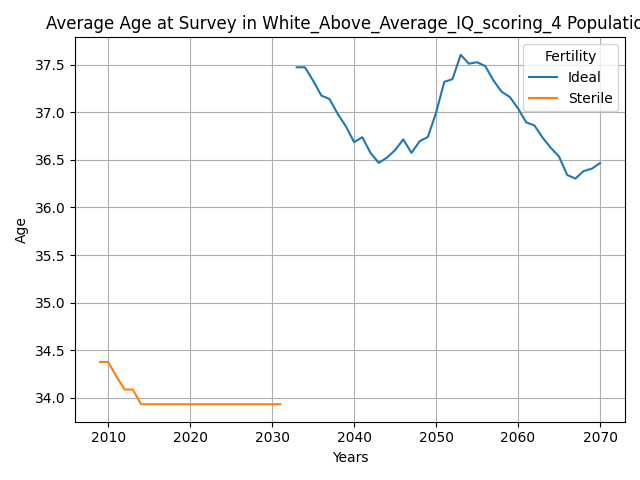 Average Age at Survey in White_Above_Average_IQ_scoring_4 Populatio
Fertility
Ideal
Sterile
37.5
37.0
36.5
36.0
35.5
35.0
34.5
34.0
Age
2010 2020 2030 2040 2050 2060 2070
Years